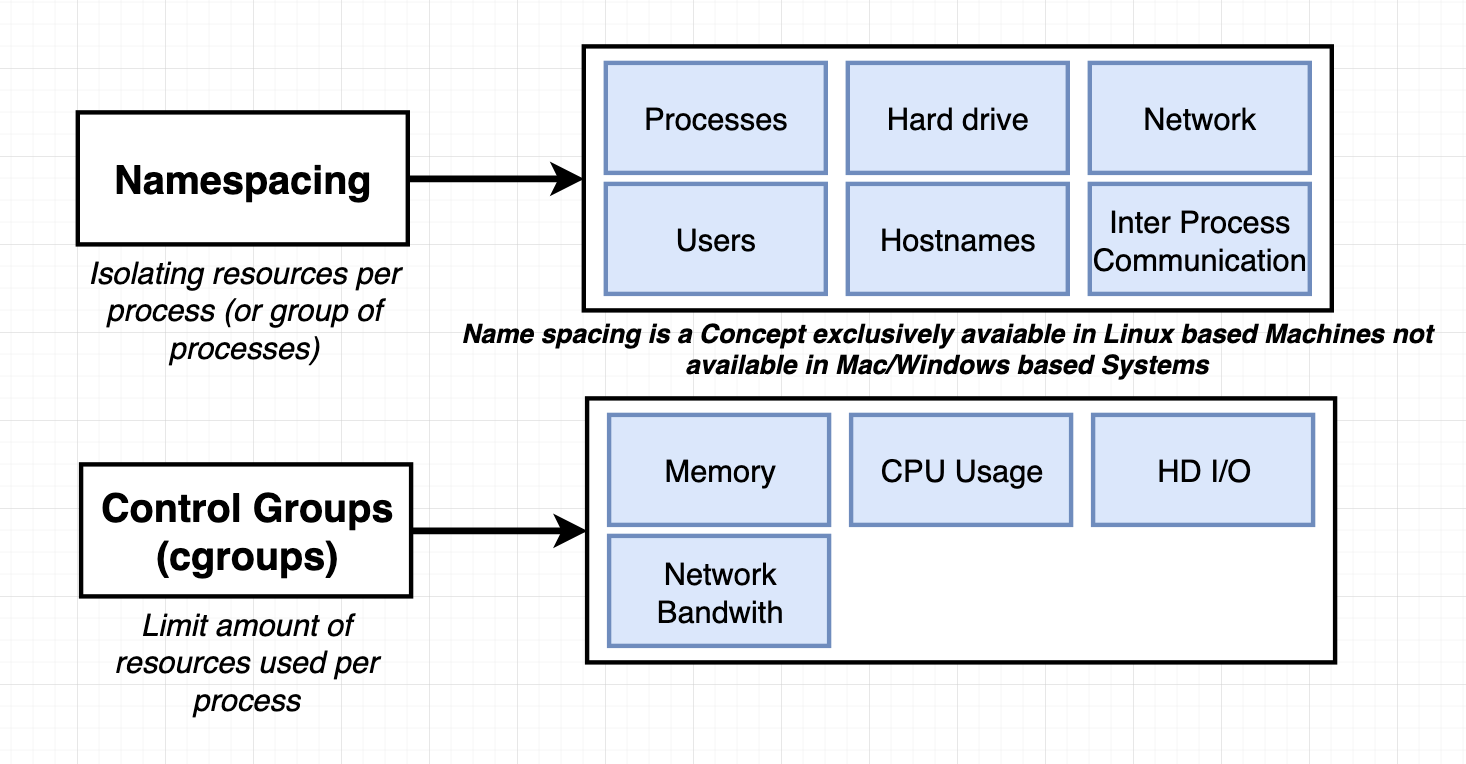 Namespacing
Isolating resources per
process (or group of
processes)
Processes
Hard drive
Network
Users
Hostnames
Inter Process
Communication
Name spacing is a Concept exclusively avaiable in Linux based Machines not
available in Mac/Windows based Systems
Control Groups
(cgroups)
Limit amount of
resources used per
process
Memory
CPU Usage
HD I/O
Network
Bandwith